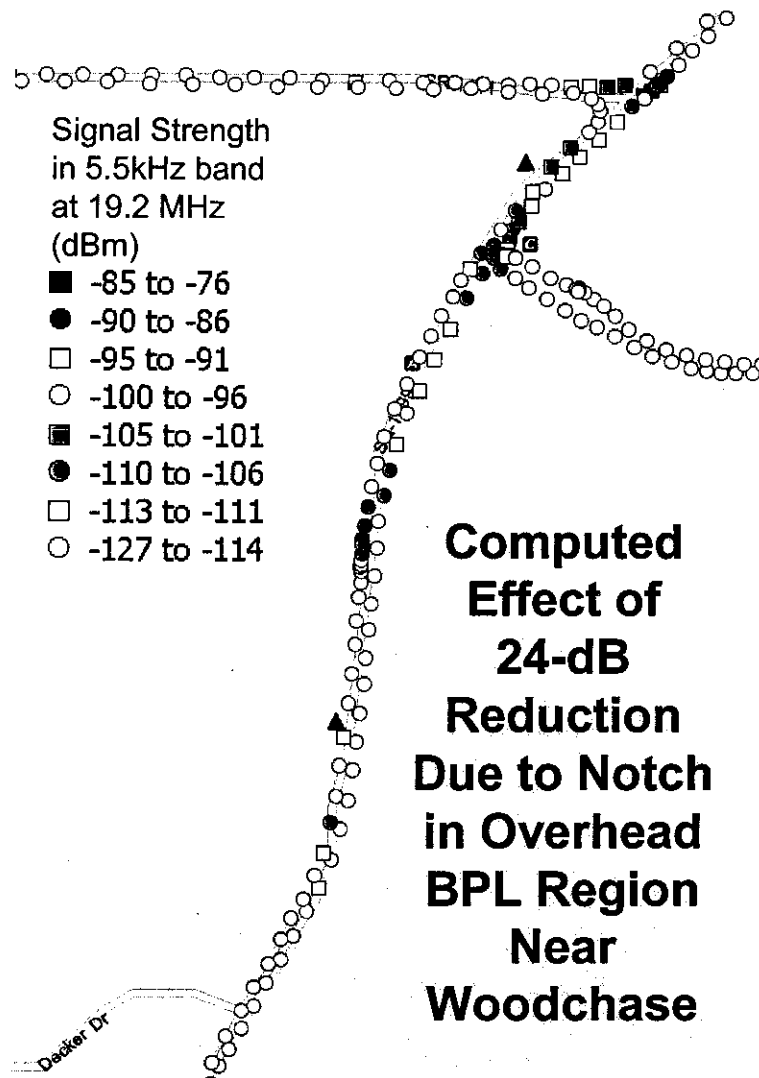 Signal Strength
in 5.5kHz band
at 19.2 MHz
(dBm)
-85 to -76
-90 to -86
-95 to -91
-100 to -96
-105 to -101
-110 to -106
-113 to -111
-127 to -114
Computed
Effect of
24-dB
Reduction
Due to Notch
in Overhead
BPL Region
Near
Woodchase
Decker Dr